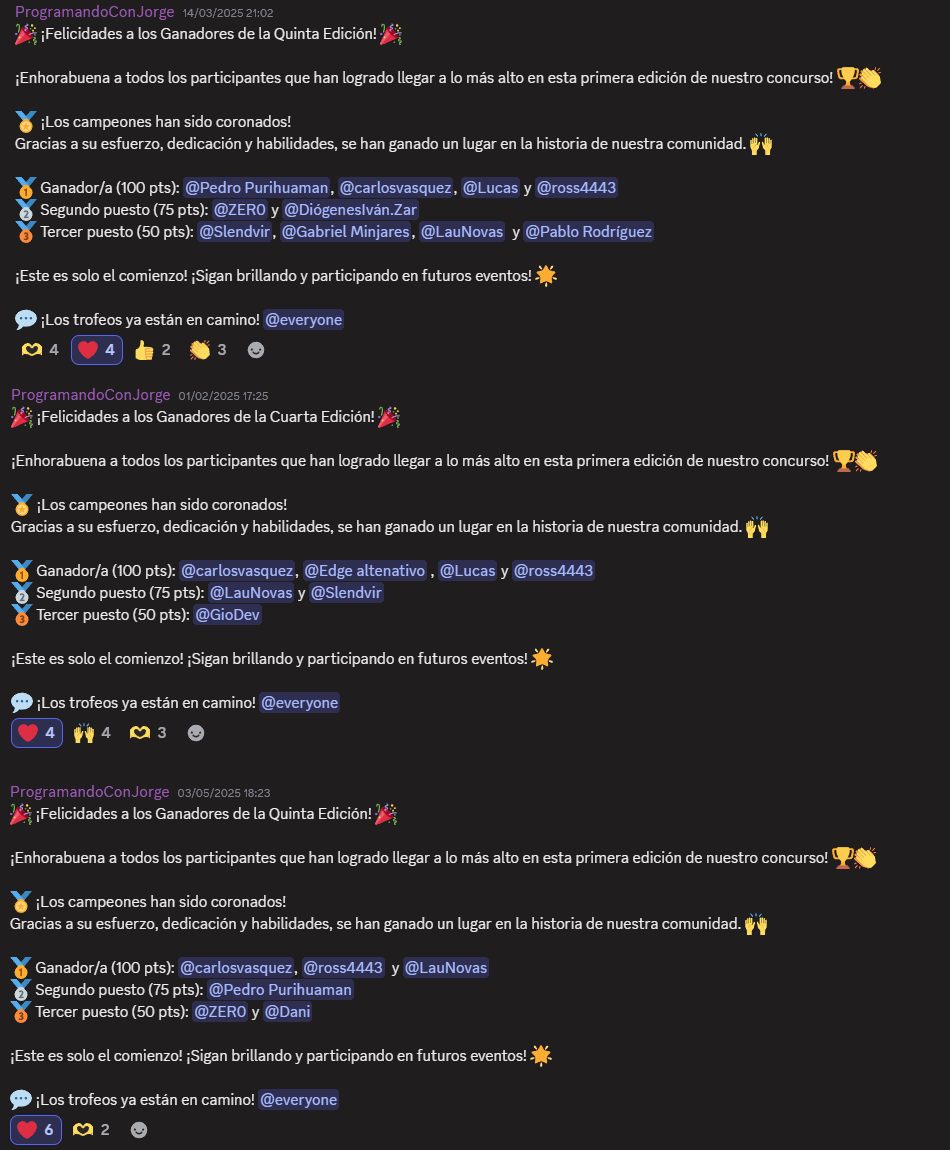 ProgramandoConJorge 14/03/2025 21:02
🎉 ¡Felicidades a los Ganadores de la Quinta Edición! 🎉
¡Enhorabuena a todos los participantes que han logrado llegar a lo más alto en esta primera edición de nuestro concurso! 🏆👏
🏅 ¡Los campeones han sido coronados!
Gracias a su esfuerzo, dedicación y habilidades, se han ganado un lugar en la historia de nuestra comunidad. 🙌
🥇 Ganador/a (100 pts): @Pedro Purihuaman, @carlosvasquez, @Lucas y @ross4443
🥈 Segundo puesto (75 pts): @ZER0 y @DiógenesIván.Zar
🥉 Tercer puesto (50 pts): @Slendvir, @Gabriel Minjares, @LauNovas y @Pablo Rodríguez
¡Este es solo el comienzo! ¡Sigan brillando y participando en futuros eventos! 🌟
💬 ¡Los trofeos ya están en camino! @everyone
🫶 4 ❤️ 4 👍 2 👏 3
ProgramandoConJorge 01/02/2025 17:25
🎉 ¡Felicidades a los Ganadores de la Cuarta Edición! 🎉
¡Enhorabuena a todos los participantes que han logrado llegar a lo más alto en esta primera edición de nuestro concurso! 🏆👏
🏅 ¡Los campeones han sido coronados!
Gracias a su esfuerzo, dedicación y habilidades, se han ganado un lugar en la historia de nuestra comunidad. 🙌
🥇 Ganador/a (100 pts): @carlosvasquez, @Edge altenativo , @Lucas y @ross4443
🥈 Segundo puesto (75 pts): @LauNovas y @Slendvir
🥉 Tercer puesto (50 pts): @GioDev
¡Este es solo el comienzo! ¡Sigan brillando y participando en futuros eventos! 🌟
💬 ¡Los trofeos ya están en camino! @everyone
❤️ 4 🙌 4 🫶 3
ProgramandoConJorge 03/05/2025 18:23
🎉 ¡Felicidades a los Ganadores de la Quinta Edición! 🎉
¡Enhorabuena a todos los participantes que han logrado llegar a lo más alto en esta primera edición de nuestro concurso! 🏆👏
🏅 ¡Los campeones han sido coronados!
Gracias a su esfuerzo, dedicación y habilidades, se han ganado un lugar en la historia de nuestra comunidad. 🙌
🥇 Ganador/a (100 pts): @carlosvasquez, @ross4443 y @LauNovas
🥈 Segundo puesto (75 pts): @Pedro Purihuaman
🥉 Tercer puesto (50 pts): @ZER0 y @Dani
¡Este es solo el comienzo! ¡Sigan brillando y participando en futuros eventos! 🌟
💬 ¡Los trofeos ya están en camino! @everyone
❤️ 6 🫶 2